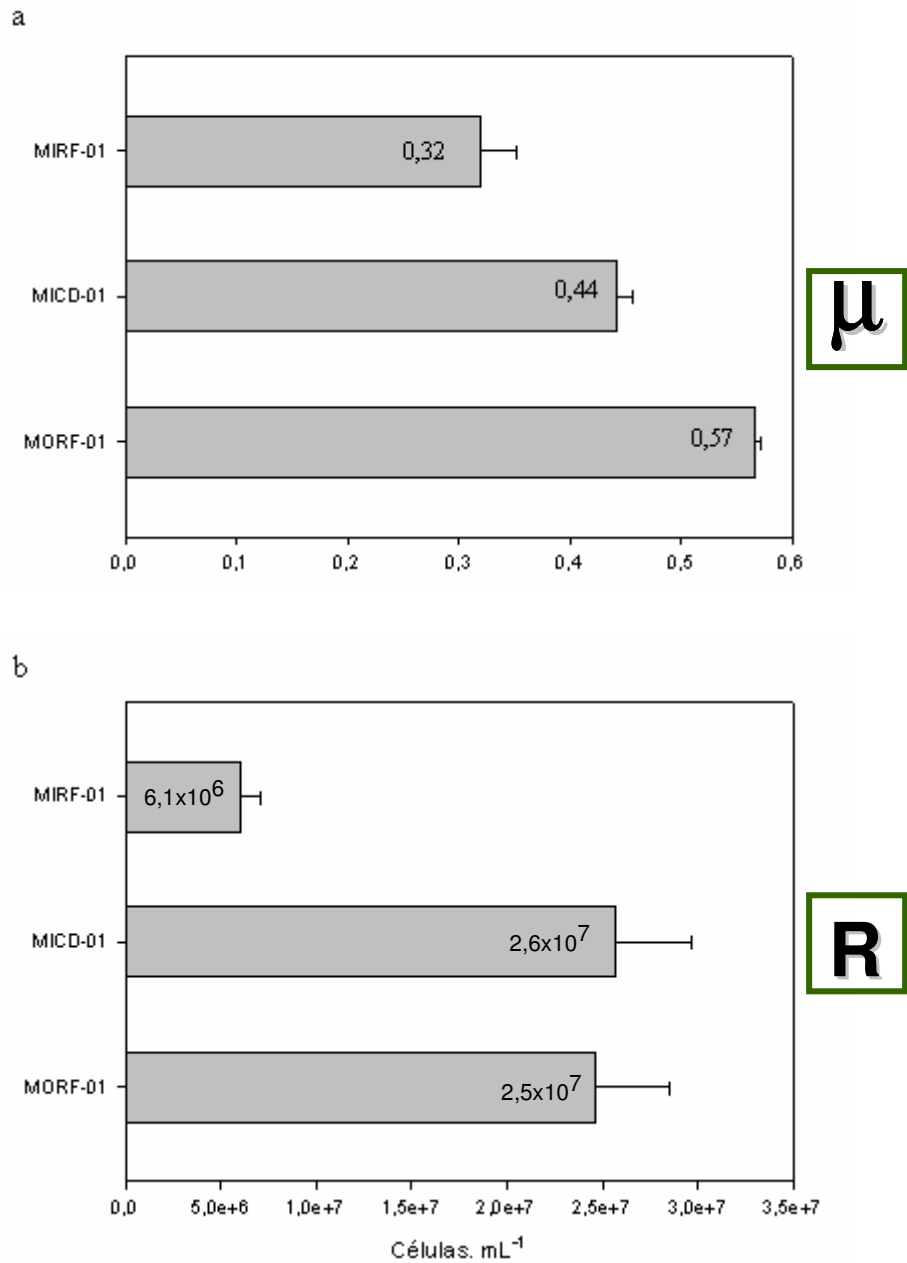 a
MIRF-01
0,32
MICD-01
0,44
MORF-01
0,57
μ
0,0 0,1 0,2 0,3 0,4 0,5 0,6
b
MIRF-01
6,1x10⁶
MICD-01
2,6x10⁷
MORF-01
2,5x10⁷
R
0,0 5,0e+6 1,0e+7 1,5e+7 2,0e+7 2,5e+7 3,0e+7 3,5e+7
Células. mL⁻¹